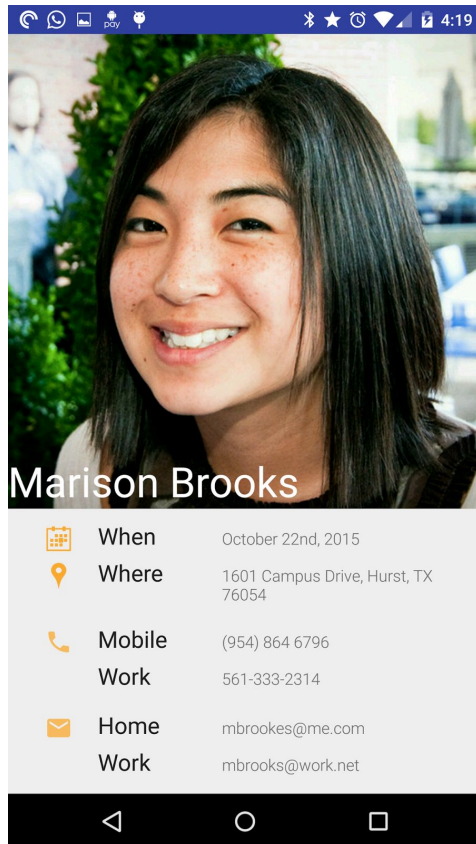 pay
4:19
Marison Brooks
When October 22nd, 2015
Where 1601 Campus Drive, Hurst, TX
76054
Mobile (954) 864 6796
Work 561-333-2314
Home mbrookes@me.com
Work mbrooks@work.net